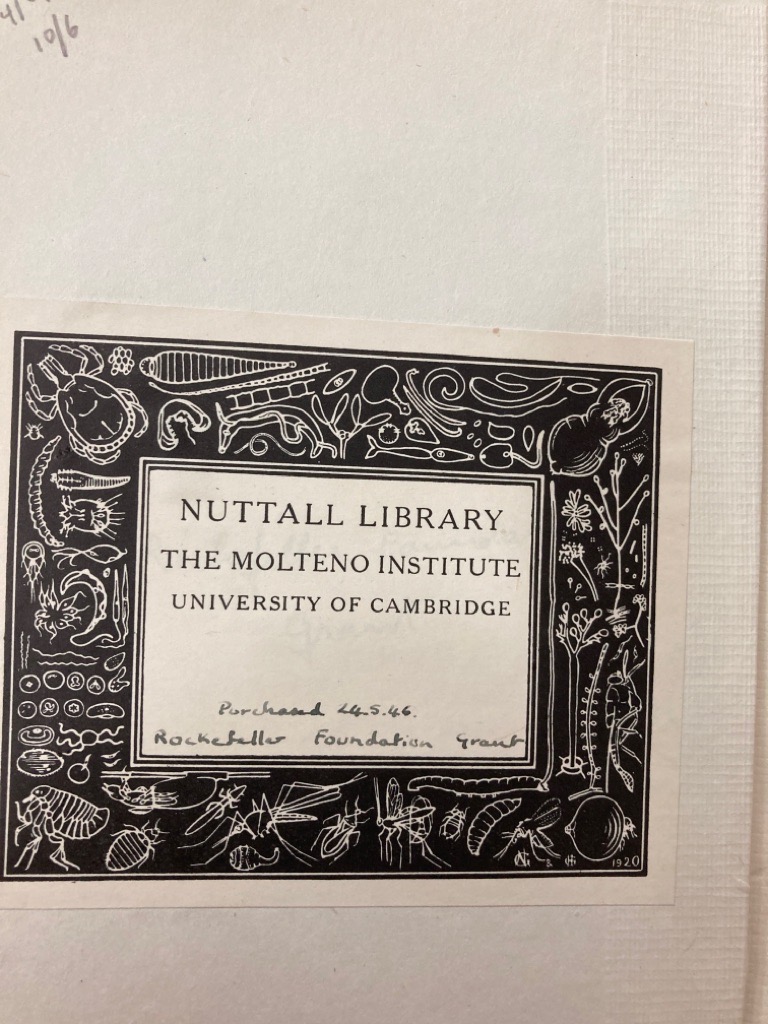 10/6
NUTTALL LIBRARY
THE MOLTENO INSTITUTE
UNIVERSITY OF CAMBRIDGE
Purchased 24.5.46.
Rockefeller Foundation Grant
1920